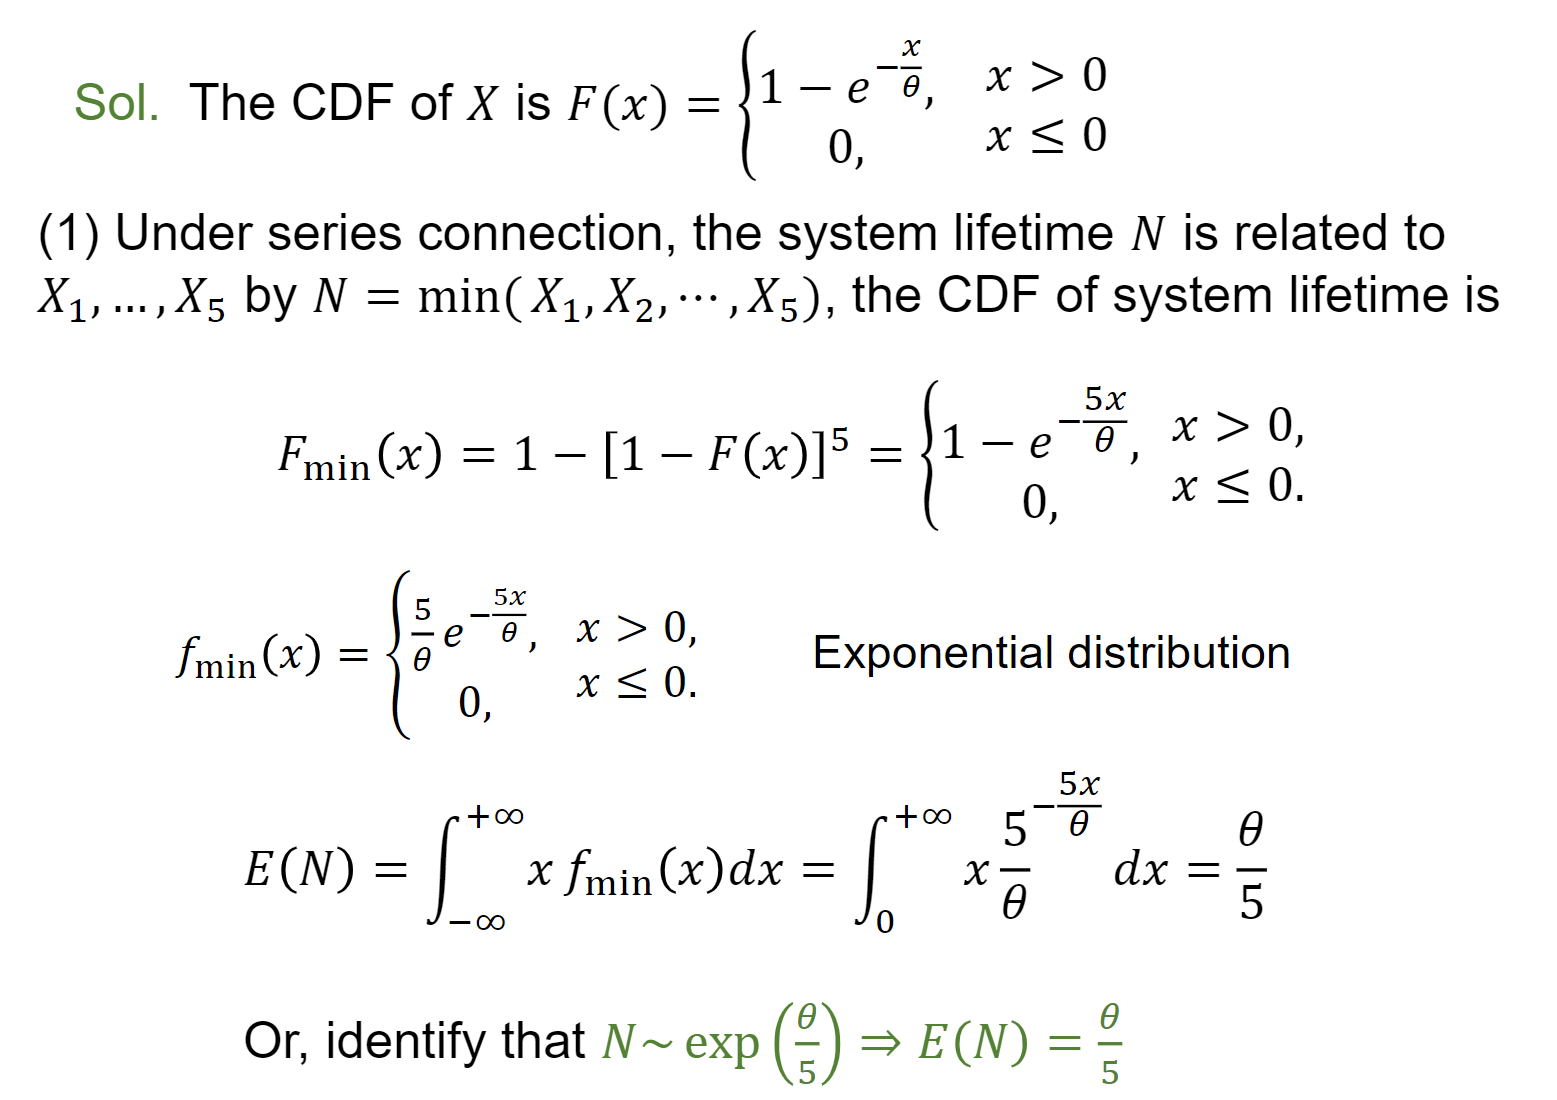 Sol. The CDF of $X$ is $F(x) = \begin{cases} 1 - e^{-\frac{x}{\theta}}, & x > 0 \\ 0, & x \leq 0 \end{cases}$
(1) Under series connection, the system lifetime $N$ is related to
$X_1, \ldots, X_5$ by $N = \min(X_1, X_2, \cdots, X_5)$, the CDF of system lifetime is
$F_{\min}(x) = 1 - [1 - F(x)]^5 = \begin{cases} 1 - e^{-\frac{5x}{\theta}}, & x > 0, \\ 0, & x \leq 0. \end{cases}$
$f_{\min}(x) = \begin{cases} \frac{5}{\theta} e^{-\frac{5x}{\theta}}, & x > 0, \\ 0, & x \leq 0. \end{cases}$ Exponential distribution
$E(N) = \int_{-\infty}^{+\infty} x f_{\min}(x) dx = \int_{0}^{+\infty} x \frac{5^{-\frac{5x}{\theta}}}{\theta} dx = \frac{\theta}{5}$
Or, identify that $N \sim \exp\left(\frac{\theta}{5}\right) \Rightarrow E(N) = \frac{\theta}{5}$